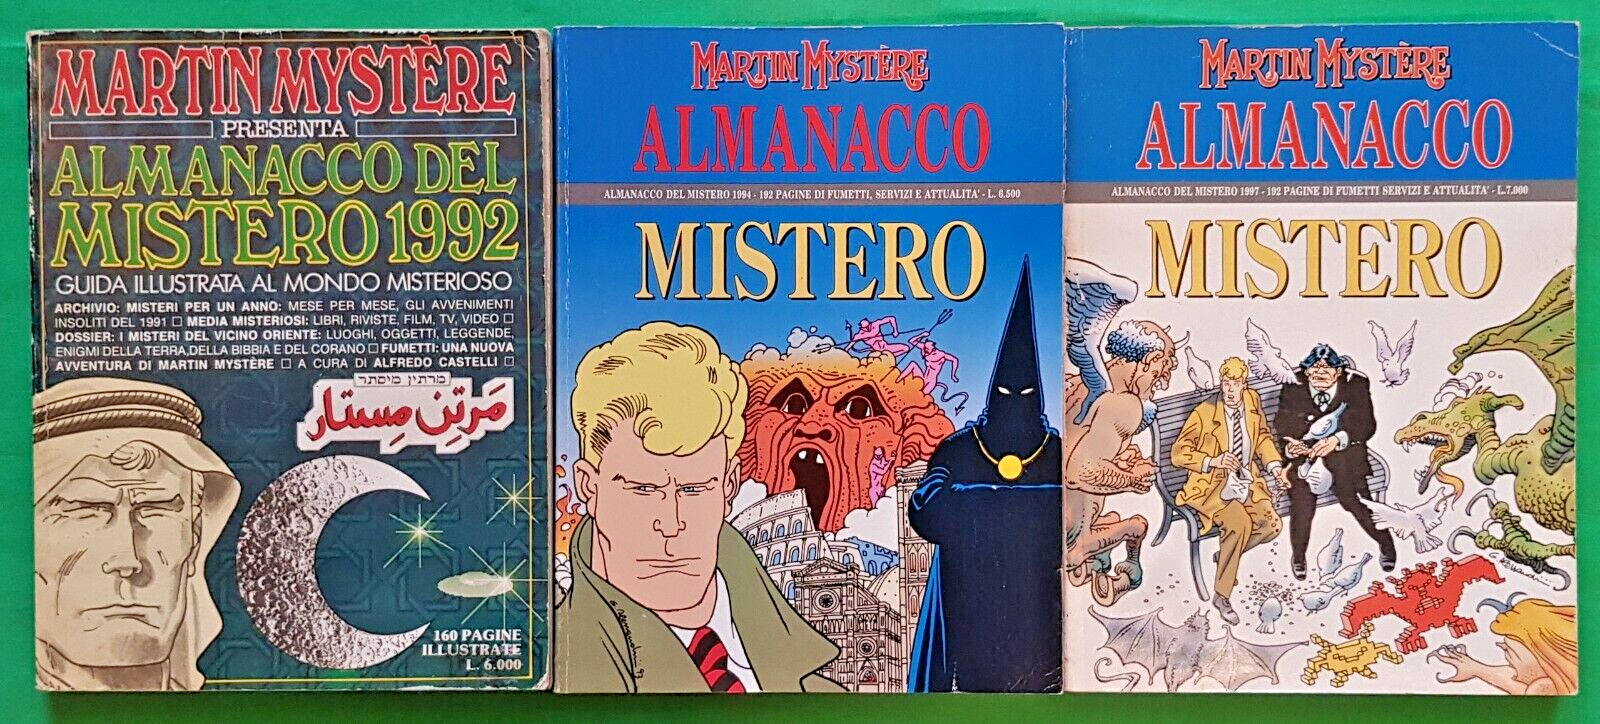 MARTIN MYSTÈRE
PRESENTA
ALMANACCO DEL
MISTERO 1992
GUIDA ILLUSTRATA AL MONDO MISTERIOSO
ARCHIVIO: MISTERI PER UN ANNO: MESE PER MESE, GLI AVVENIMENTI
INSOLITI DEL 1991 □ MEDIA MISTERIOSI: LIBRI, RIVISTE, FILM, TV, VIDEO □
DOSSIER: I MISTERI DEL VICINO ORIENTE: LUOGHI, OGGETTI, LEGGENDE,
ENIGMI DELLA TERRA, DELLA BIBBIA E DEL CORANO □ FUMETTI: UNA NUOVA
AVVENTURA DI MARTIN MYSTÈRE □ A CURA DI ALFREDO CASTELLI □
מרתין מיסתר
مَرتِن مِستار
160 PAGINE
ILLUSTRATE
L. 6.000
MARTIN MYSTÈRE
ALMANACCO
ALMANACCO DEL MISTERO 1994 - 192 PAGINE DI FUMETTI, SERVIZI E ATTUALITA' - L. 6.500
MISTERO
MARTIN MYSTÈRE
ALMANACCO
ALMANACCO DEL MISTERO 1997 - 192 PAGINE DI FUMETTI SERVIZI E ATTUALITA' - L.7.000
MISTERO